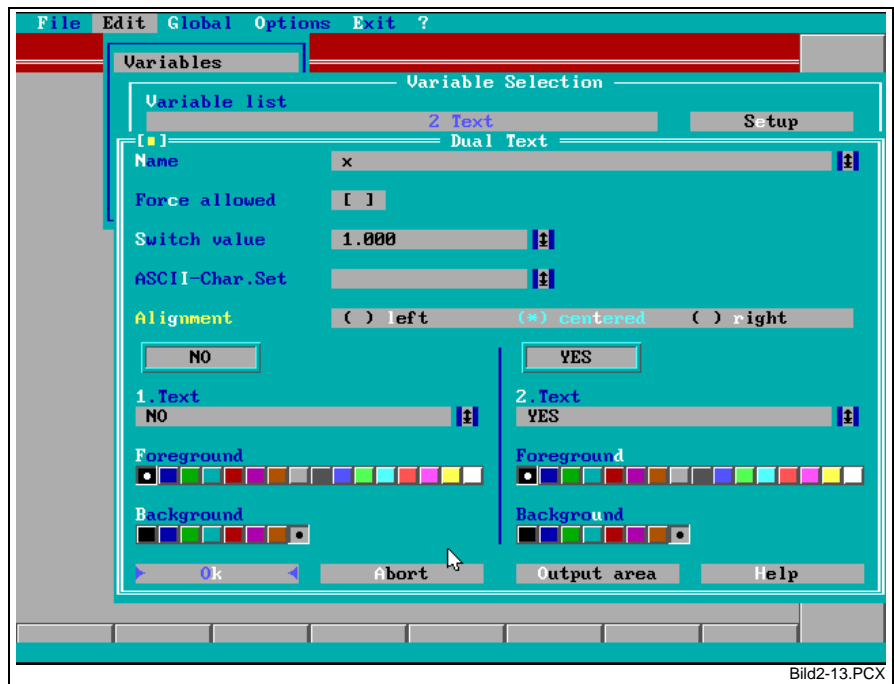 File Edit Global Options Exit ?
Variables
Variable Selection
Variable list
2 Text Setup
[■] Dual Text
Name x
Force allowed [ ]
Switch value 1.000
ASCII-Char.Set
Alignment ( ) left (*) centered ( ) right
NO YES
1.Text 2.Text
NO YES
Foreground Foreground
Background Background
Ok Abort Output area Help
Bild2-13.PCX